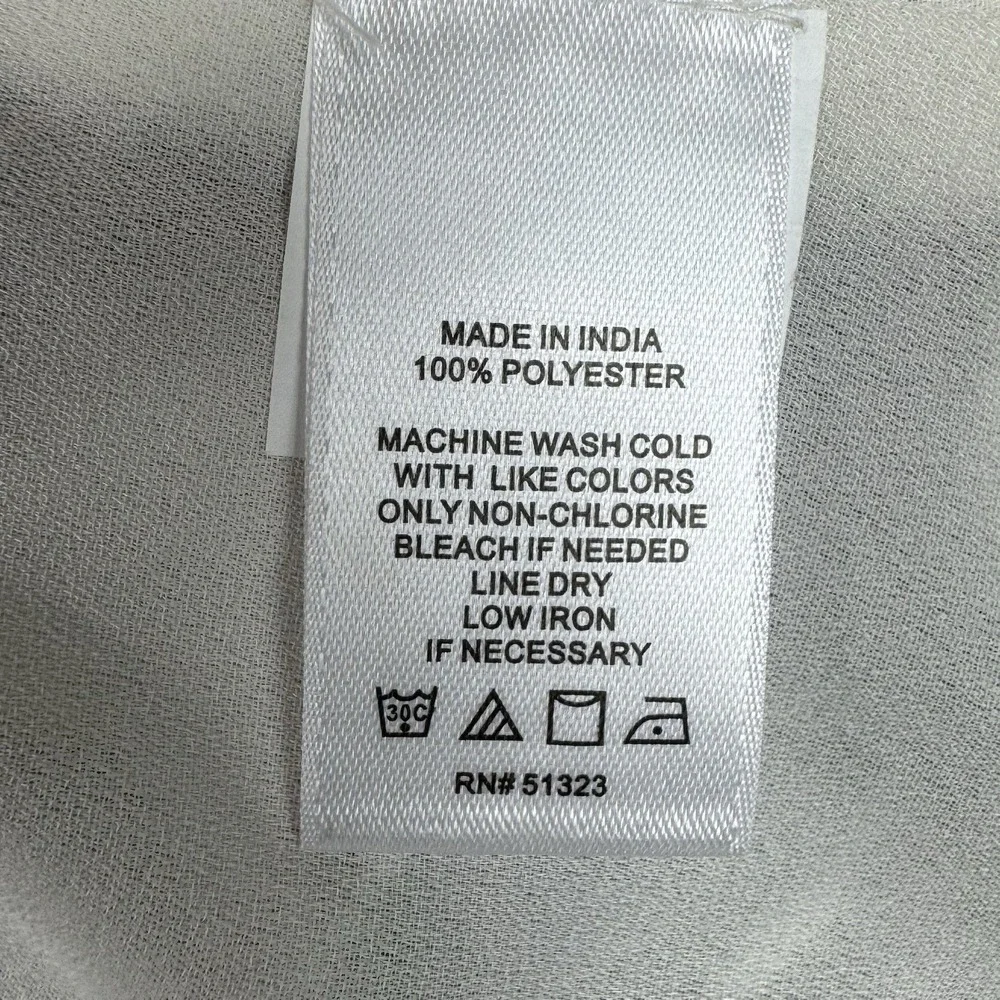 MADE IN INDIA
100% POLYESTER
MACHINE WASH COLD
WITH LIKE COLORS
ONLY NON-CHLORINE
BLEACH IF NEEDED
LINE DRY
LOW IRON
IF NECESSARY
30C
RN# 51323